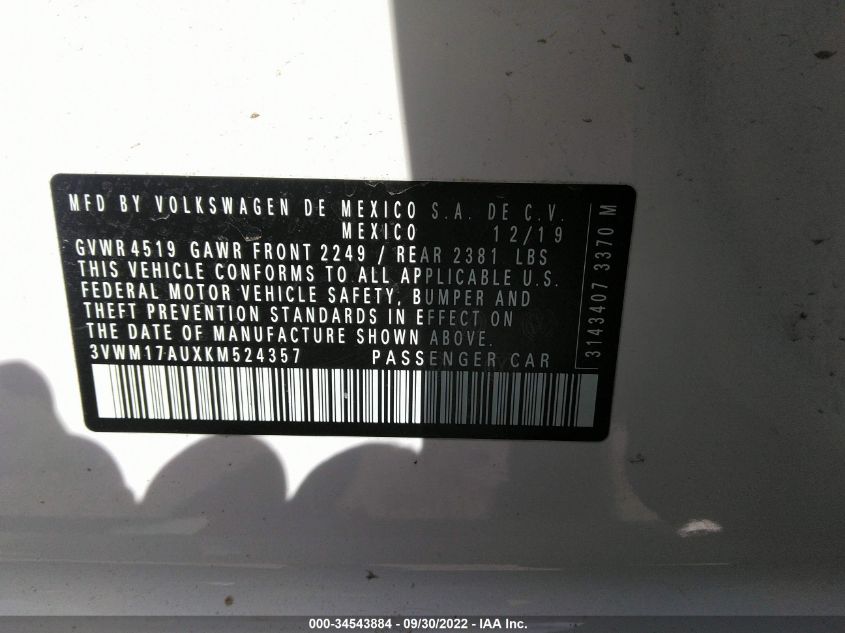 MFD BY VOLKSWAGEN DE MEXICO S.A. DE C.V.
MEXICO 12/19
GVWR 4519 GAWR FRONT 2249 / REAR 2381 LBS
THIS VEHICLE CONFORMS TO ALL APPLICABLE U.S.
FEDERAL MOTOR VEHICLE SAFETY, BUMPER AND
THEFT PREVENTION STANDARDS IN EFFECT ON
THE DATE OF MANUFACTURE SHOWN ABOVE.
3VWM17AUXKM524357 PASSENGER CAR
3143407 3370 M
000-34543884 - 09/30/2022 - IAA Inc.